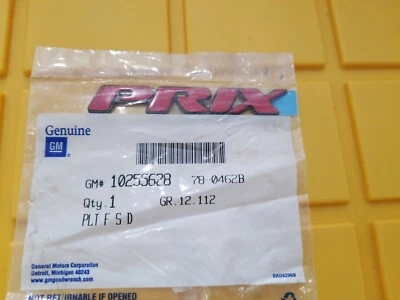 PRIX
Genuine
GM
GM# 10255628 78-0462B
Qty.1 GR.12.112
PLT F S D
General Motors Corporation
Detroit, Michigan 48243
www.gmgoodwrench.com
NOT RETURNABLE IF OPENED